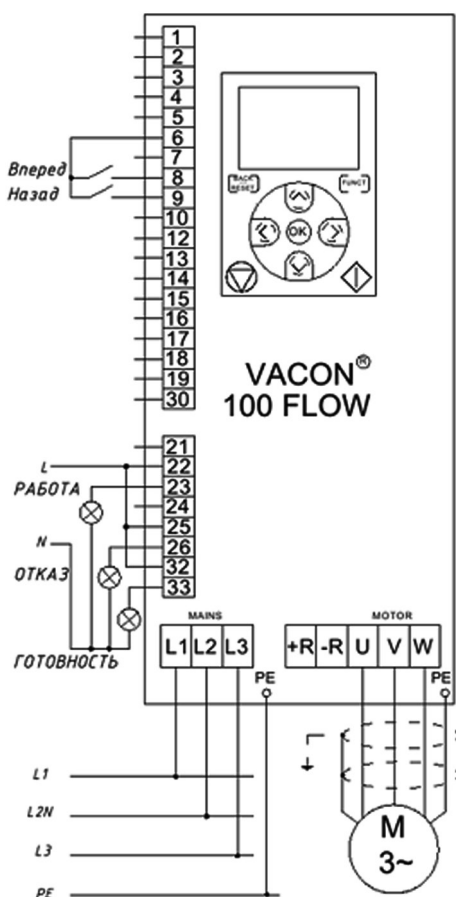 1
2
3
4
5
6
7
Вперед
8
Назад
9
10
12
13
14
15
16
17
18
19
30
BACK
RESET
FUNCT
OK
VACON®
100 FLOW
21
L
22
РАБОТА
23
24
N
25
26
ОТКАЗ
32
33
ГОТОВНОСТЬ
MAINS
MOTOR
L1 L2 L3
+R -R U V W
PE
PE
L1
L2N
L3
PE
M
3~